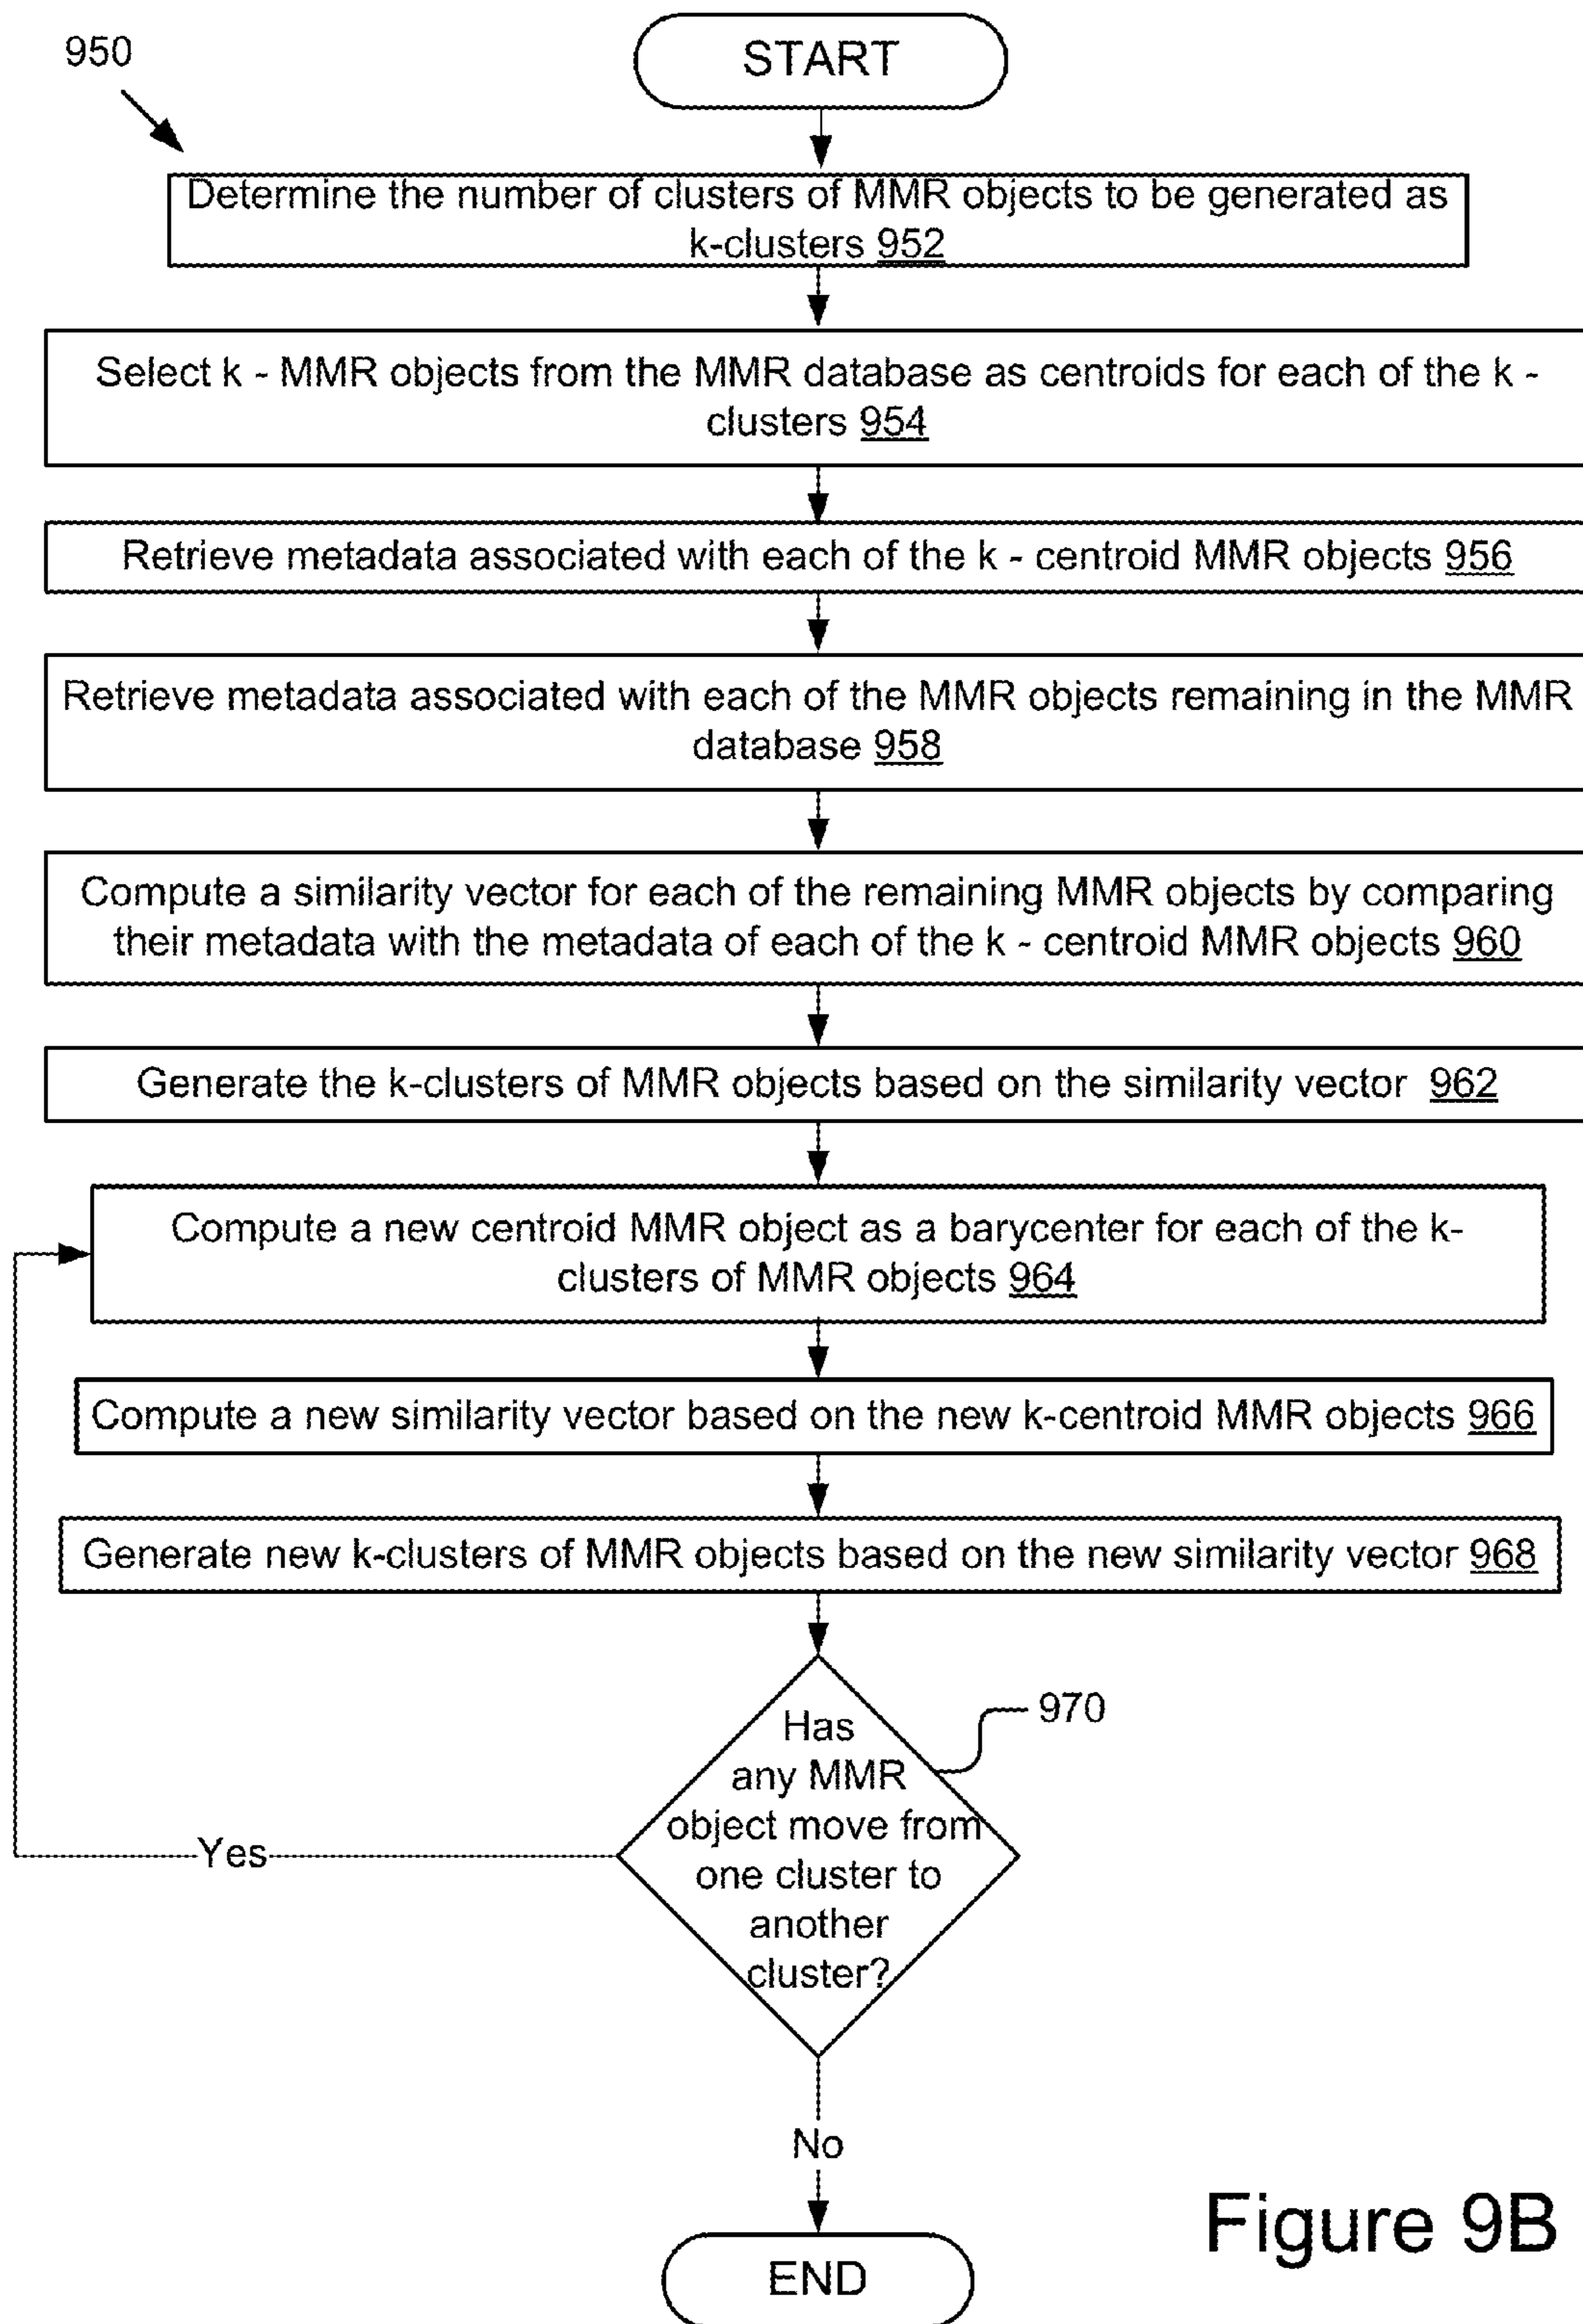 950
START
Determine the number of clusters of MMR objects to be generated as
k-clusters 952
Select k - MMR objects from the MMR database as centroids for each of the k -
clusters 954
Retrieve metadata associated with each of the k - centroid MMR objects 956
Retrieve metadata associated with each of the MMR objects remaining in the MMR
database 958
Compute a similarity vector for each of the remaining MMR objects by comparing
their metadata with the metadata of each of the k - centroid MMR objects 960
Generate the k-clusters of MMR objects based on the similarity vector 962
Compute a new centroid MMR object as a barycenter for each of the k-
clusters of MMR objects 964
Compute a new similarity vector based on the new k-centroid MMR objects 966
Generate new k-clusters of MMR objects based on the new similarity vector 968
970
Has
any MMR
object move from
one cluster to
another
cluster?
Yes
No
END
Figure 9B